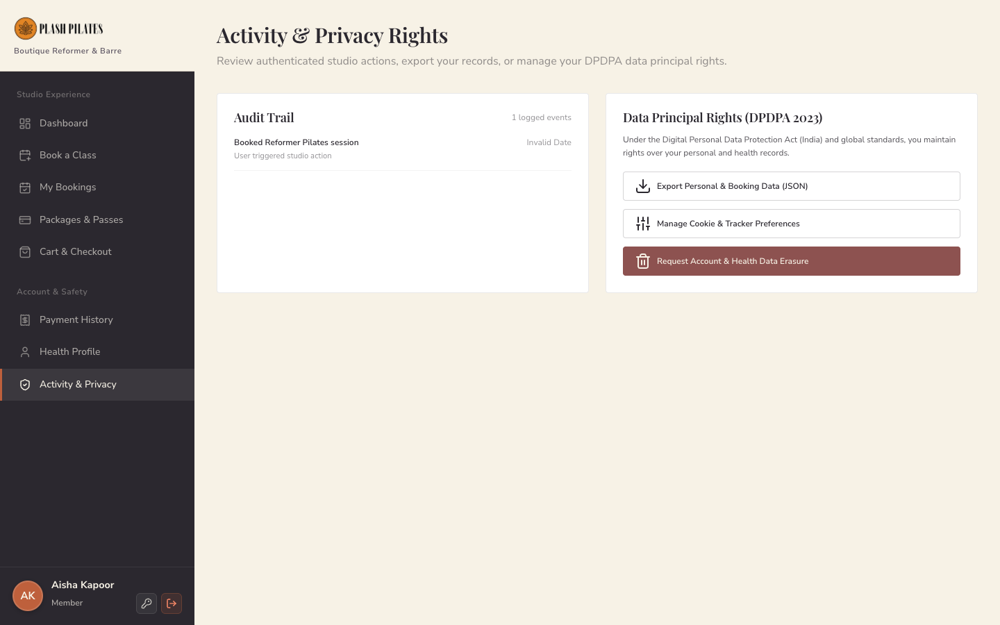 PLASH PILATES
Boutique Reformer & Barre
Studio Experience
Dashboard
Book a Class
My Bookings
Packages & Passes
Cart & Checkout
Account & Safety
Payment History
Health Profile
Activity & Privacy
AK
Aisha Kapoor
Member
Activity & Privacy Rights
Review authenticated studio actions, export your records, or manage your DPDPA data principal rights.
Audit Trail
1 logged events
Booked Reformer Pilates session
Invalid Date
User triggered studio action
Data Principal Rights (DPDPA 2023)
Under the Digital Personal Data Protection Act (India) and global standards, you maintain
rights over your personal and health records.
Export Personal & Booking Data (JSON)
Manage Cookie & Tracker Preferences
Request Account & Health Data Erasure